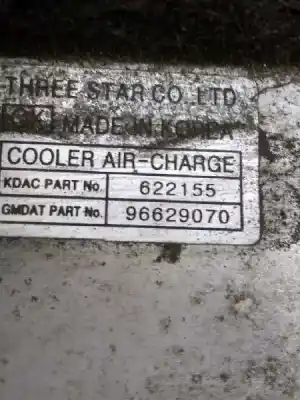 THREE STAR CO. LTD
MADE IN KOREA
COOLER AIR-CHARGE
KDAC PART No. 622155
GMDAT PART No. 96629070